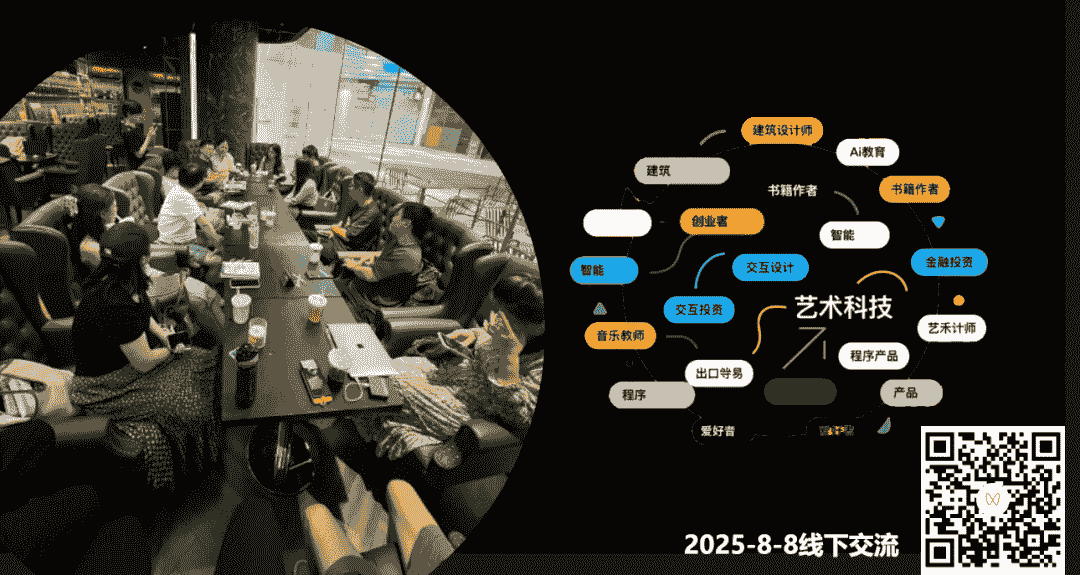 建筑设计师
Ai教育
建筑
书籍作者
书籍作者
创业者
智能
智能
交互设计
金融投资
交互投资
艺术科技
艺禾计师
音乐教师
程序产品
出口贸易
程序
产品
爱好音
2025-8-8线下交流